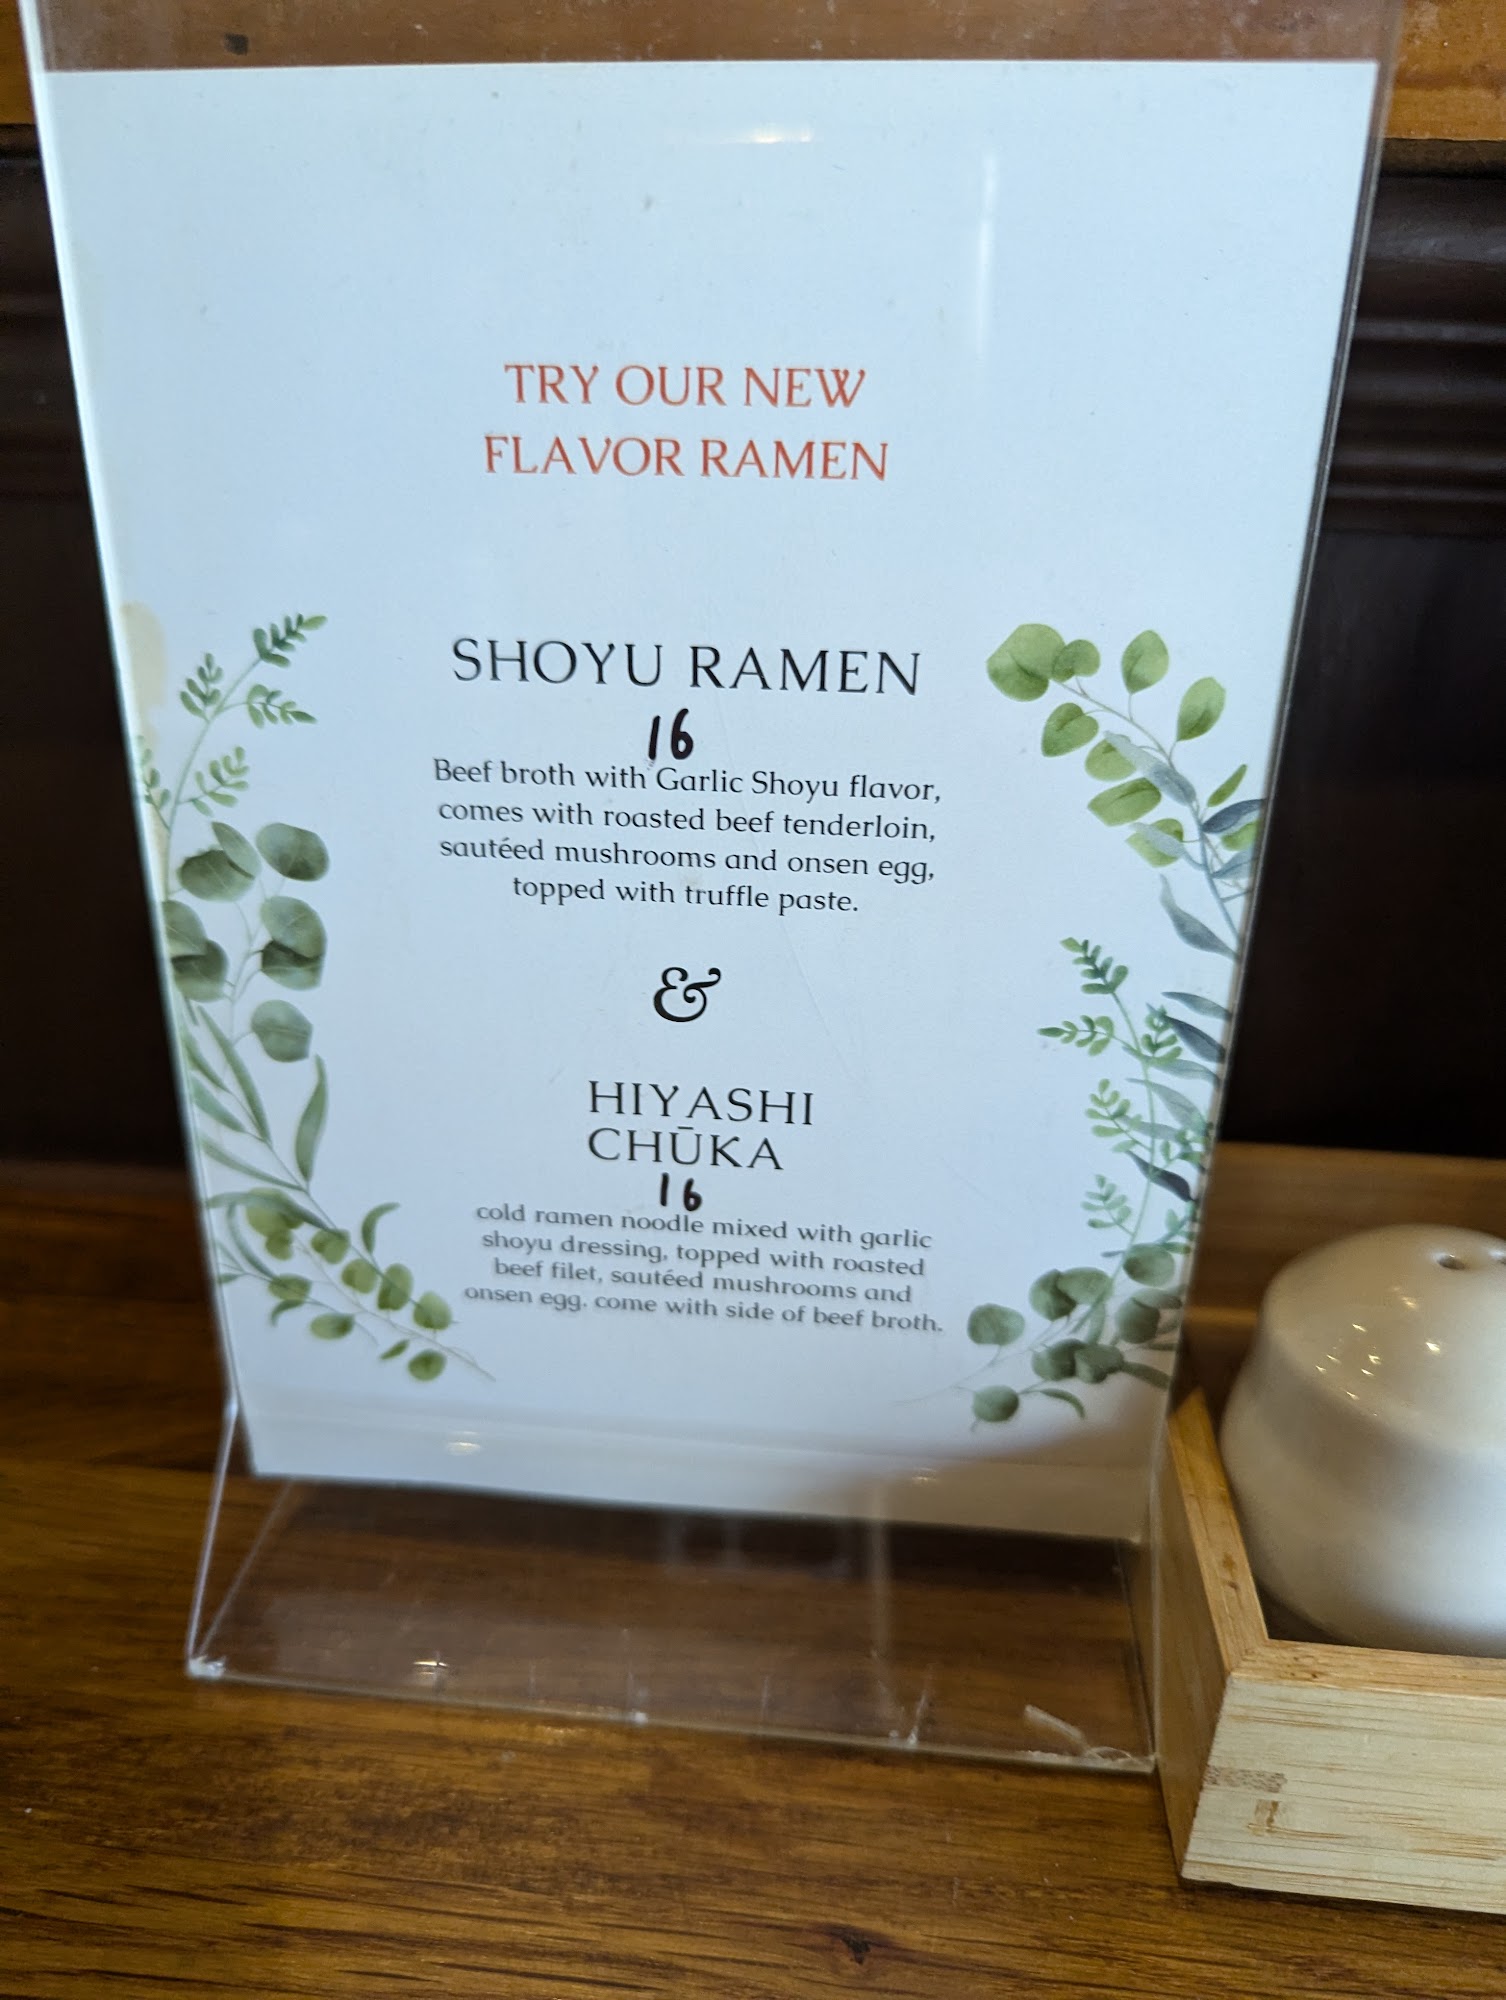 TRY OUR NEW
FLAVOR RAMEN
SHOYU RAMEN
16
Beef broth with Garlic Shoyu flavor,
comes with roasted beef tenderloin,
sautéed mushrooms and onsen egg,
topped with truffle paste.
&
HIYASHI
CHŪKA
16
cold ramen noodle mixed with garlic
shoyu dressing, topped with roasted
beef filet, sautéed mushrooms and
onsen egg. come with side of beef broth.